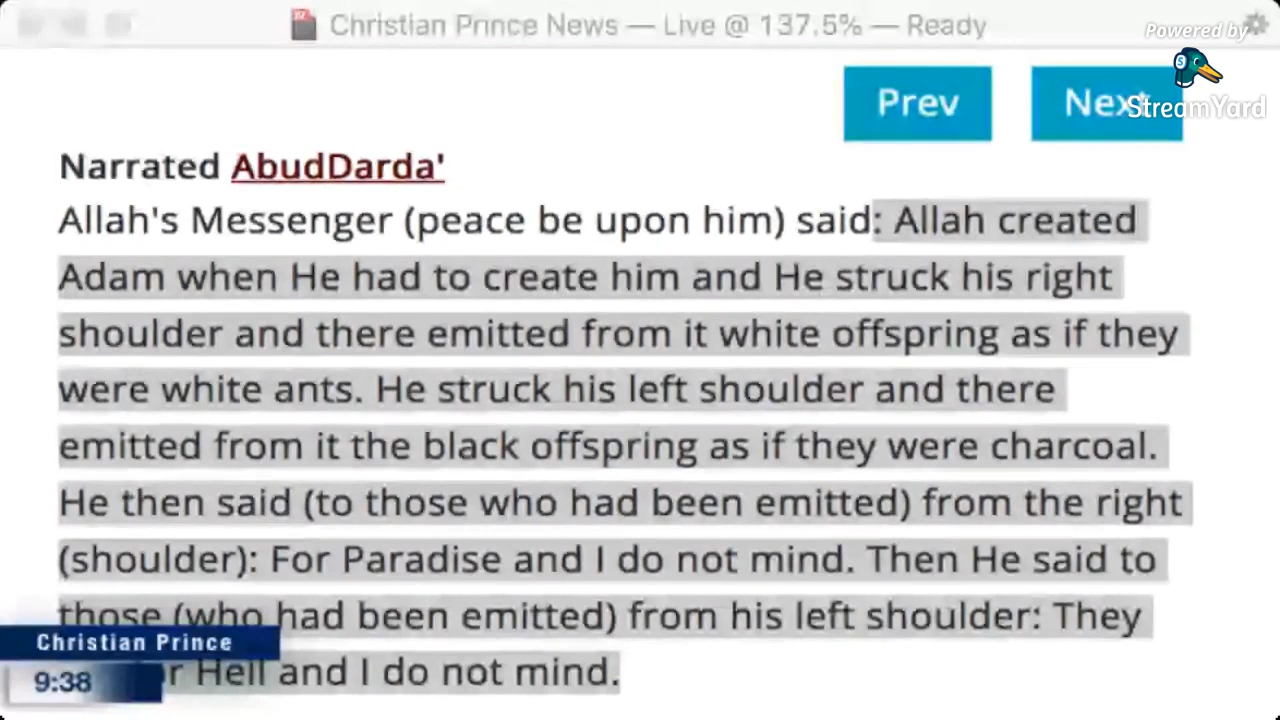 Christian Prince News — Live @ 137.5% — Ready
Powered by
StreamYard
Prev
Next
Narrated AbudDarda'
Allah's Messenger (peace be upon him) said: Allah created
Adam when He had to create him and He struck his right
shoulder and there emitted from it white offspring as if they
were white ants. He struck his left shoulder and there
emitted from it the black offspring as if they were charcoal.
He then said (to those who had been emitted) from the right
(shoulder): For Paradise and I do not mind. Then He said to
those (who had been emitted) from his left shoulder: They
Hell and I do not mind.
Christian Prince
9:38